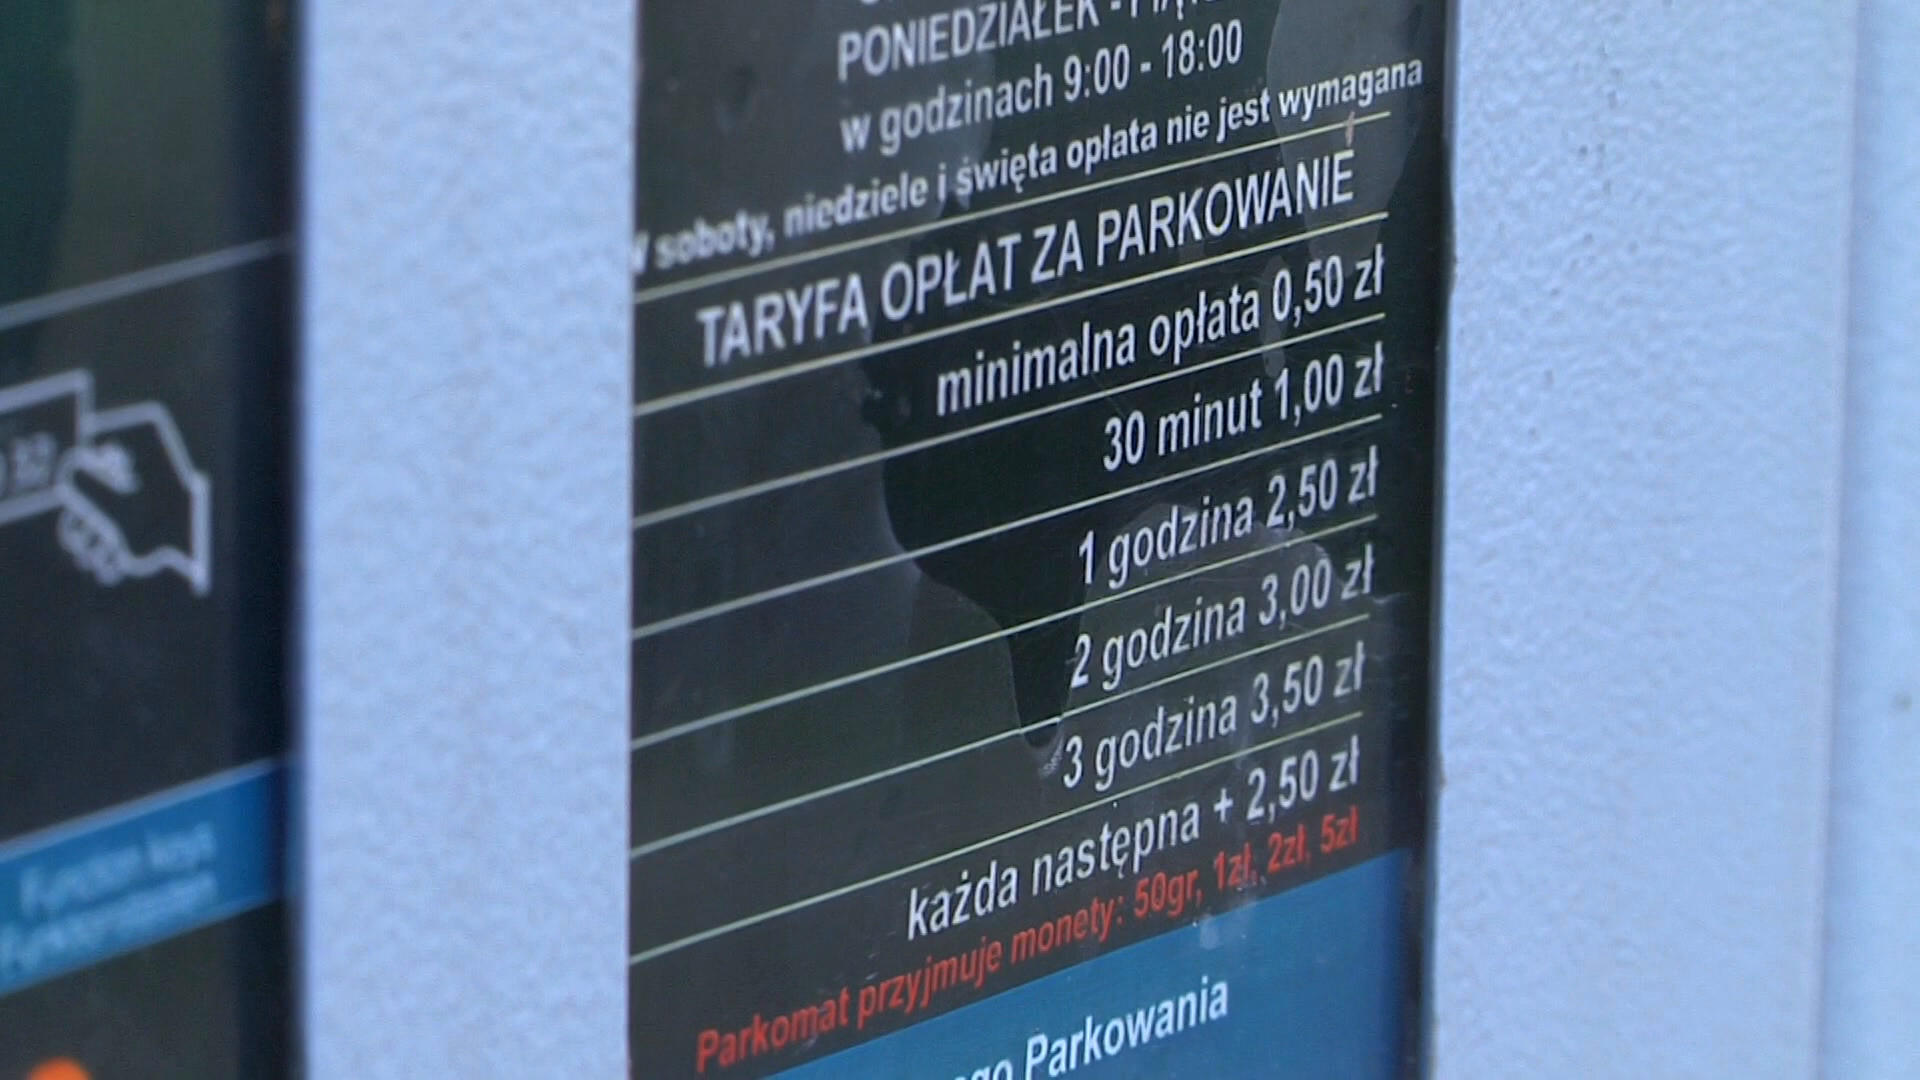 PONIEDZIAŁEK -
w godzinach 9:00 - 18:00
W soboty, niedziele i święta opłata nie jest wymagana
TARYFA OPŁAT ZA PARKOWANIE
minimalna opłata 0,50 zł
30 minut 1,00 zł
1 godzina 2,50 zł
2 godzina 3,00 zł
3 godzina 3,50 zł
każda następna + 2,50 zł
Parkomat przyjmuje monety: 50gr, 1zł, 2zł, 5zł
Parkowania
Function keys